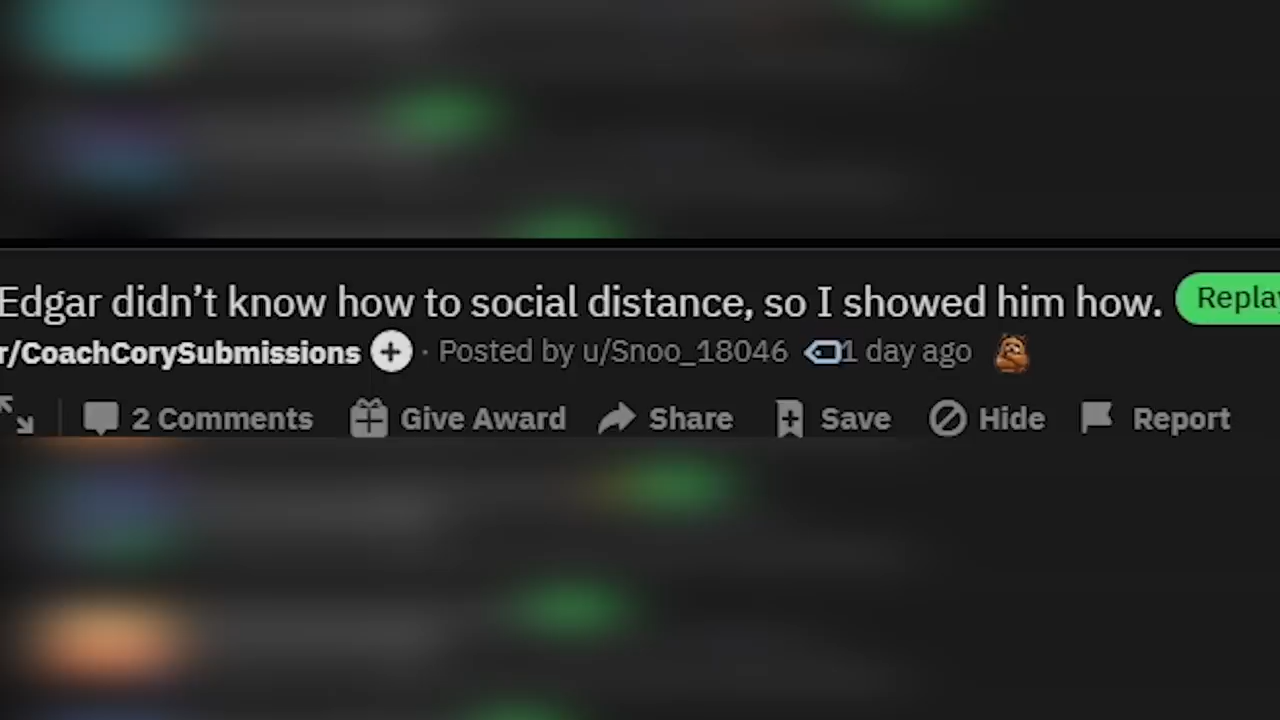 Edgar didn’t know how to social distance, so I showed him how. Replay
r/CoachCorySubmissions · Posted by u/Snoo_18046 1 day ago
2 Comments Give Award Share Save Hide Report